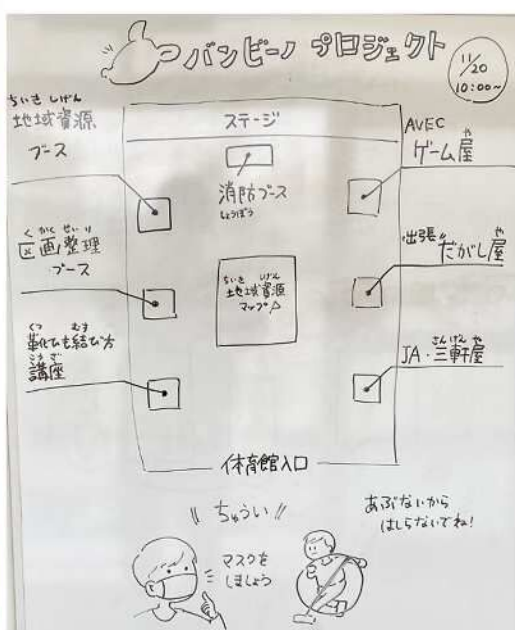 バンビーノ プロジェクト
11/20
10:00~
ちいき しげん
地域資源
ブース
ステージ
消防ブース
しょうぼう
AVEC
や
ゲーム屋
くかくせいり
区画整理
ブース
ちいき しげん
地域資源
マップ
や
"出張"だがし屋
くつ むす
靴ひも結び方
こうざ
講座
さんげんや
JA・三軒屋
体育館入口
〃ちゅうい〃
マスクを
しましょう
あぶないから
はしらないでね!